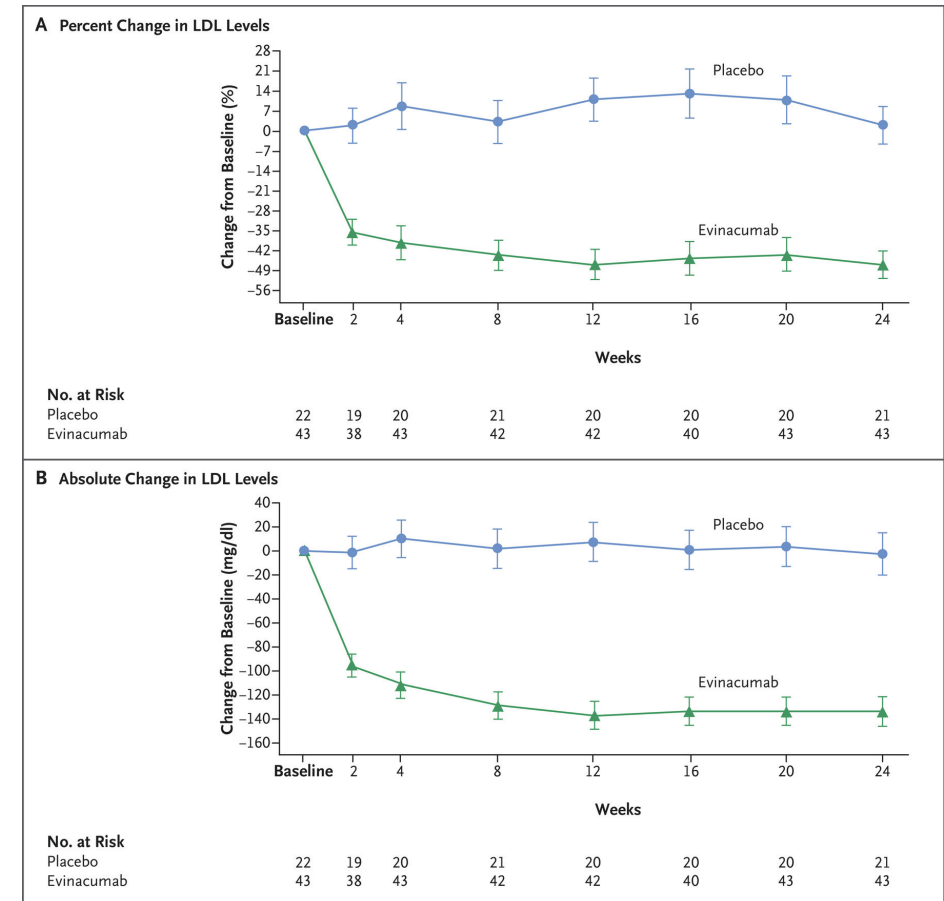 A Percent Change in LDL Levels
Change from Baseline (%)
28
21
14
7
0
−7
−14
−21
−28
−35
−42
−49
−56
Placebo
Evinacumab
Baseline 2 4 8 12 16 20 24
Weeks
No. at Risk
Placebo 22 19 20 21 20 20 20 21
Evinacumab 43 38 43 42 42 40 43 43
B Absolute Change in LDL Levels
Change from Baseline (mg/dl)
40
20
0
−20
−40
−60
−80
−100
−120
−140
−160
Placebo
Evinacumab
Baseline 2 4 8 12 16 20 24
Weeks
No. at Risk
Placebo 22 19 20 21 20 20 20 21
Evinacumab 43 38 43 42 42 40 43 43